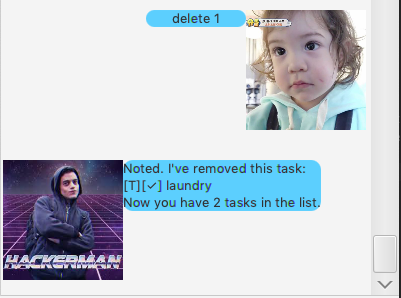 delete 1
Noted. I've removed this task:
[T][✓] laundry
Now you have 2 tasks in the list.
HACKERMAN